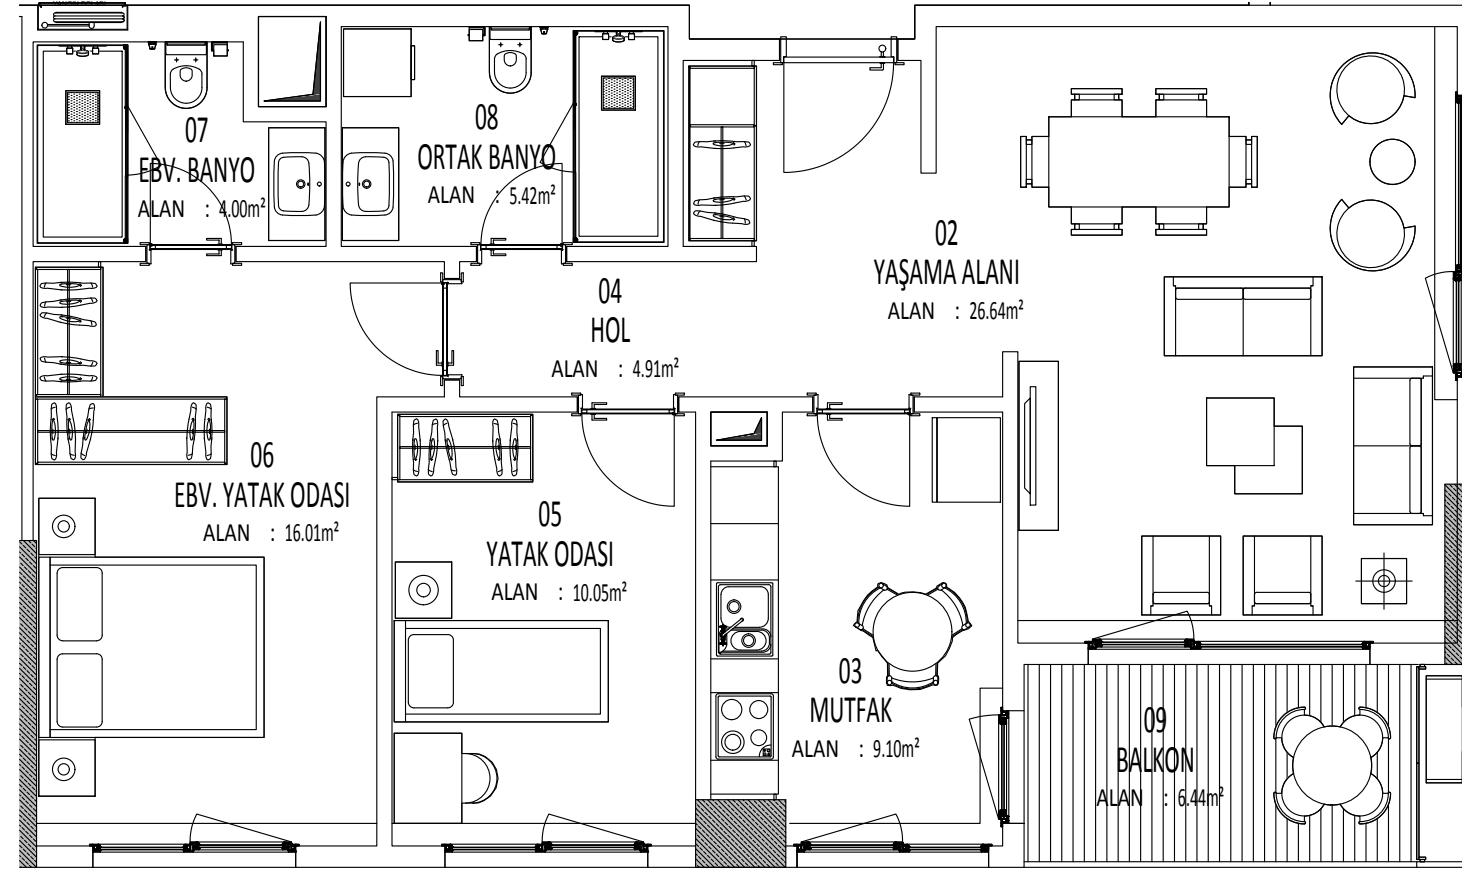 07
EBV. BANYO
ALAN : 4.00m²
08
ORTAK BANYO
ALAN : 5.42m²
02
YAŞAMA ALANI
ALAN : 26.64m²
04
HOL
ALAN : 4.91m²
06
EBV. YATAK ODASI
ALAN : 16.01m²
05
YATAK ODASI
ALAN : 10.05m²
03
MUTFAK
ALAN : 9.10m²
09
BALKON
ALAN : 6.44m²